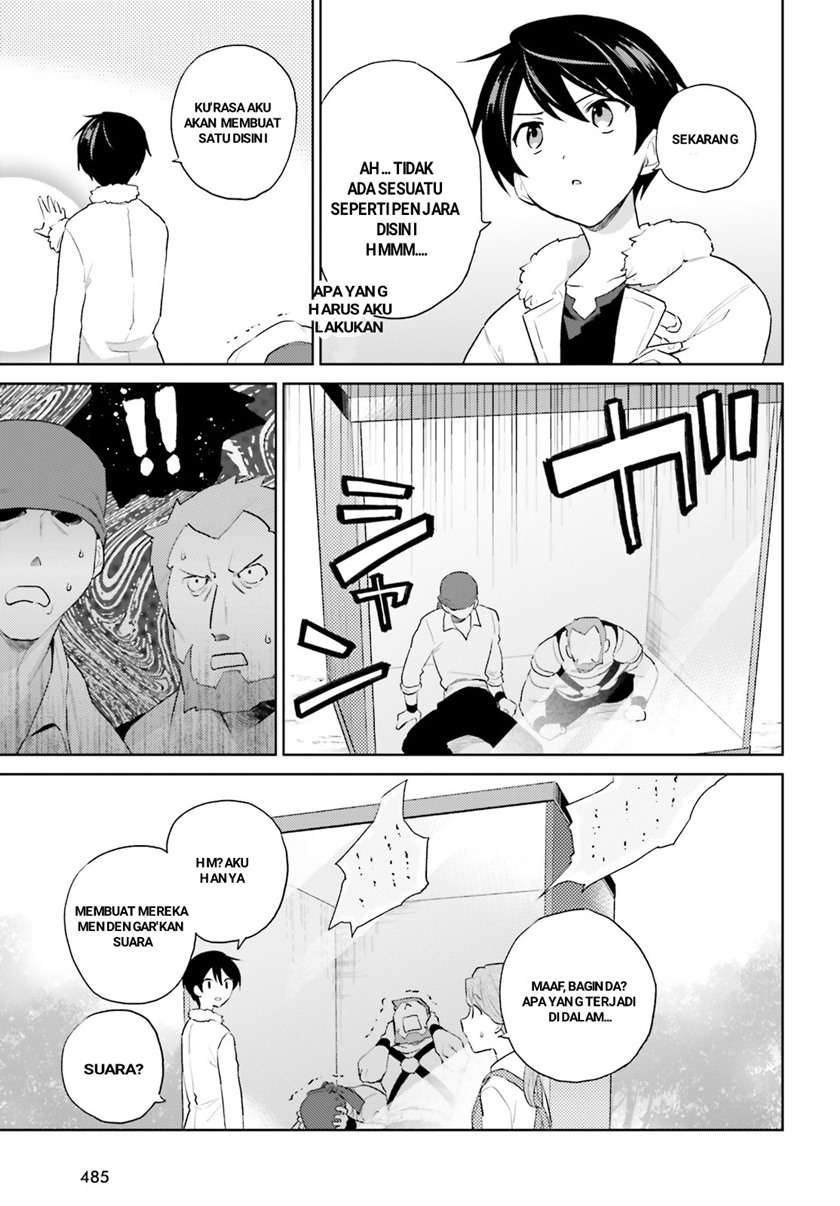 SEKARANG
AH... TIDAK
ADA SESUATU
SEPERTI PENJARA
DISINI
HMMM....
APA YANG
HARUS AKU
LAKUKAN
KU'RASA AKU
AKAN MEMBUAT
SATU DISINI
ガシャン
!!
MAAF, BAGINDA?
APA YANG TERJADI
DI DALAM...
HM? AKU
HANYA
MEMBUAT MEREKA
MENDENGAR'KAN
SUARA
SUARA?
485